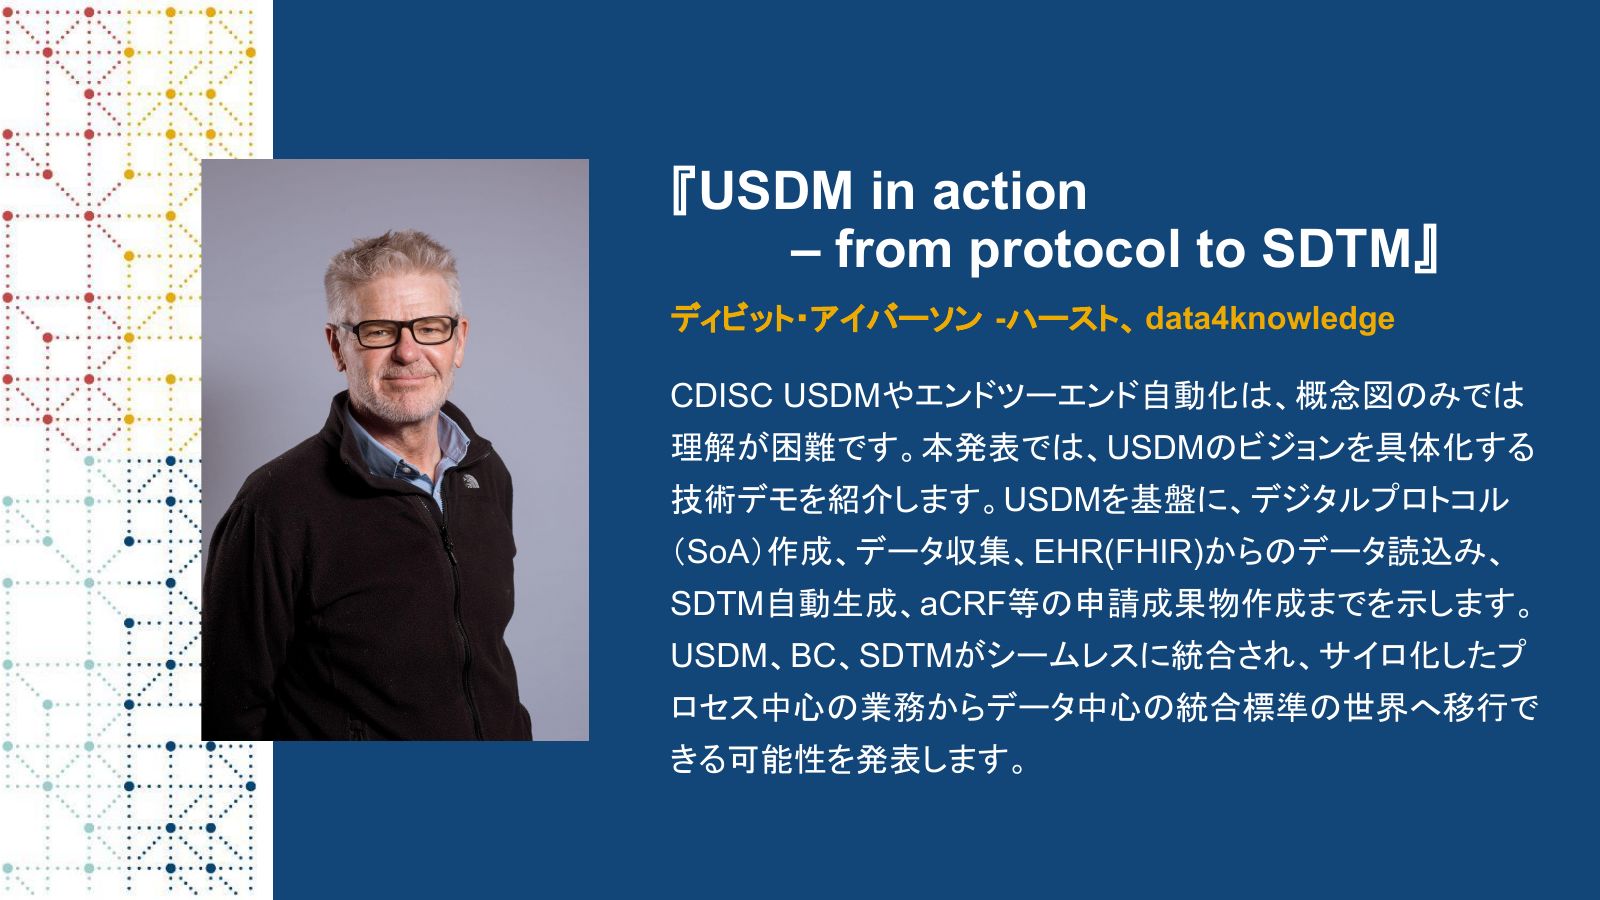 『USDM in action
– from protocol to SDTM』
ディビット・アイバーソン -ハースト、data4knowledge
CDISC USDMやエンドツーエンド自動化は、概念図のみでは
理解が困難です。本発表では、USDMのビジョンを具体化する
技術デモを紹介します。USDMを基盤に、デジタルプロトコル
（SoA）作成、データ収集、EHR(FHIR)からのデータ読込み、
SDTM自動生成、aCRF等の申請成果物作成までを示します。
USDM、BC、SDTMがシームレスに統合され、サイロ化したプ
ロセス中心の業務からデータ中心の統合標準の世界へ移行で
きる可能性を発表します。